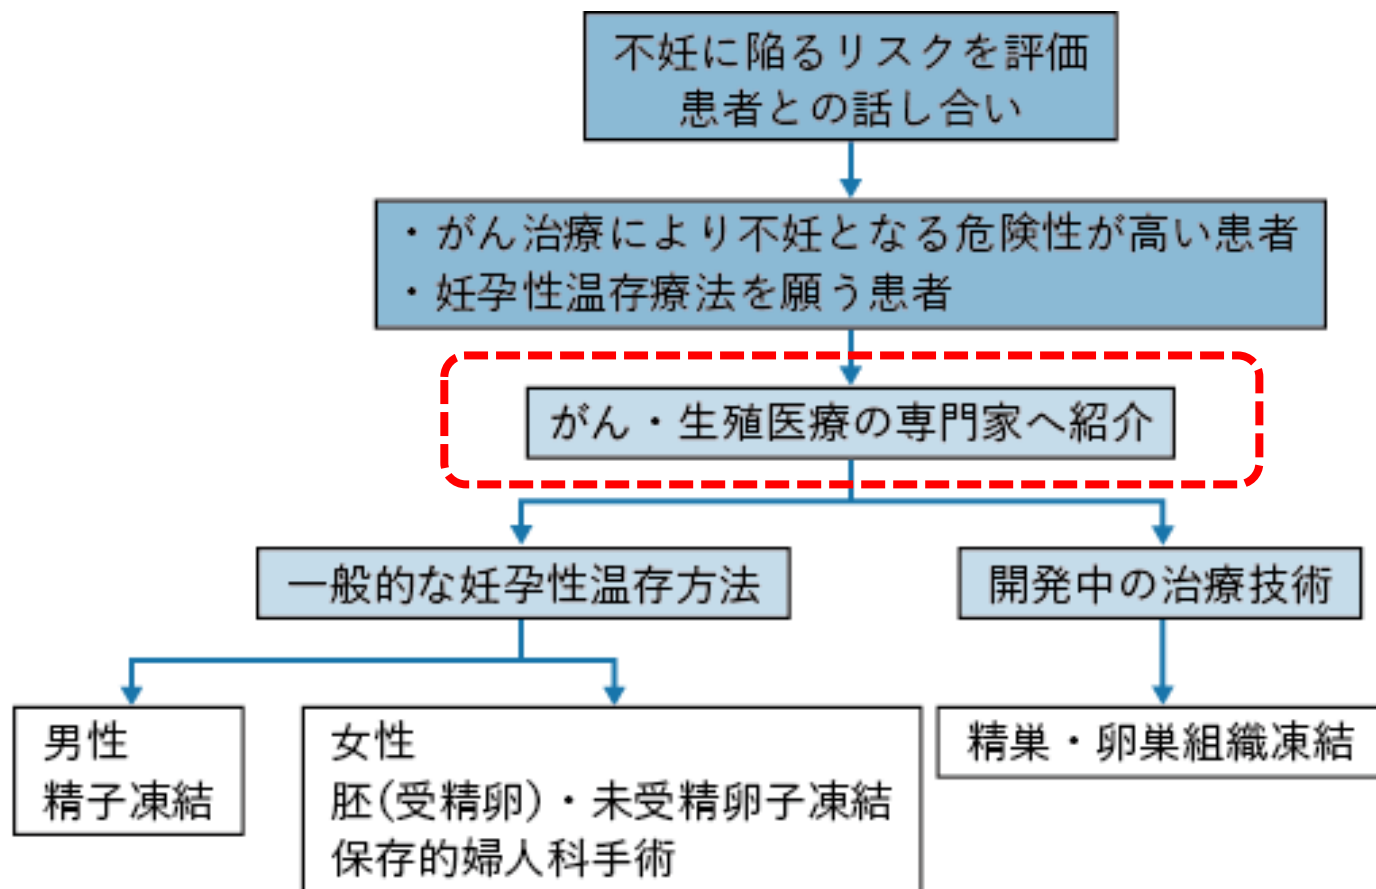 不妊に陥るリスクを評価
患者との話し合い
・がん治療により不妊となる危険性が高い患者
・妊孕性温存療法を願う患者
がん・生殖医療の専門家へ紹介
一般的な妊孕性温存方法
開発中の治療技術
男性
精子凍結
女性
胚(受精卵)・未受精卵子凍結
保存的婦人科手術
精巣・卵巣組織凍結